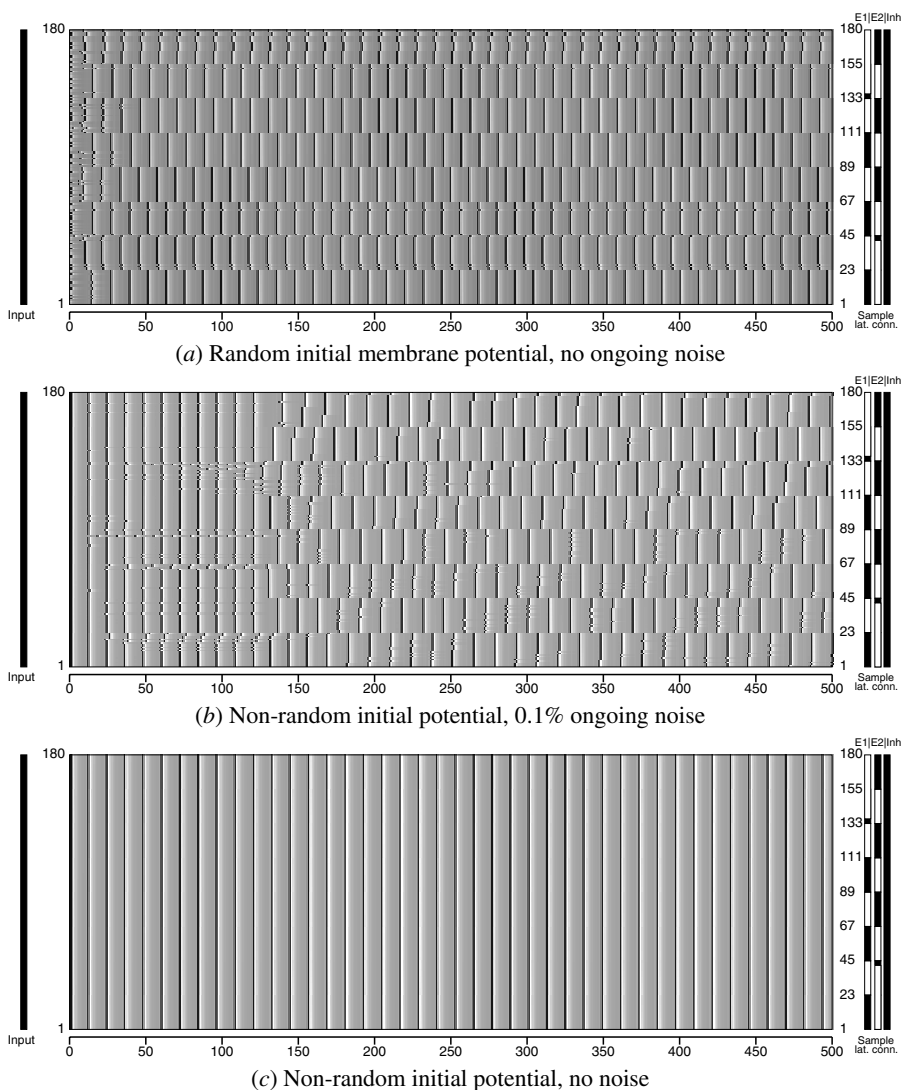 E1|E2|Inh
180 180
155
133
111
89
67
45
23
1 1
Input
0 50 100 150 200 250 300 350 400 450 500
Sample
lat. conn.
(a) Random initial membrane potential, no ongoing noise
E1|E2|Inh
180 180
155
133
111
89
67
45
23
1 1
Input
0 50 100 150 200 250 300 350 400 450 500
Sample
lat. conn.
(b) Non-random initial potential, 0.1% ongoing noise
E1|E2|Inh
180 180
155
133
111
89
67
45
23
1 1
Input
0 50 100 150 200 250 300 350 400 450 500
Sample
lat. conn.
(c) Non-random initial potential, no noise